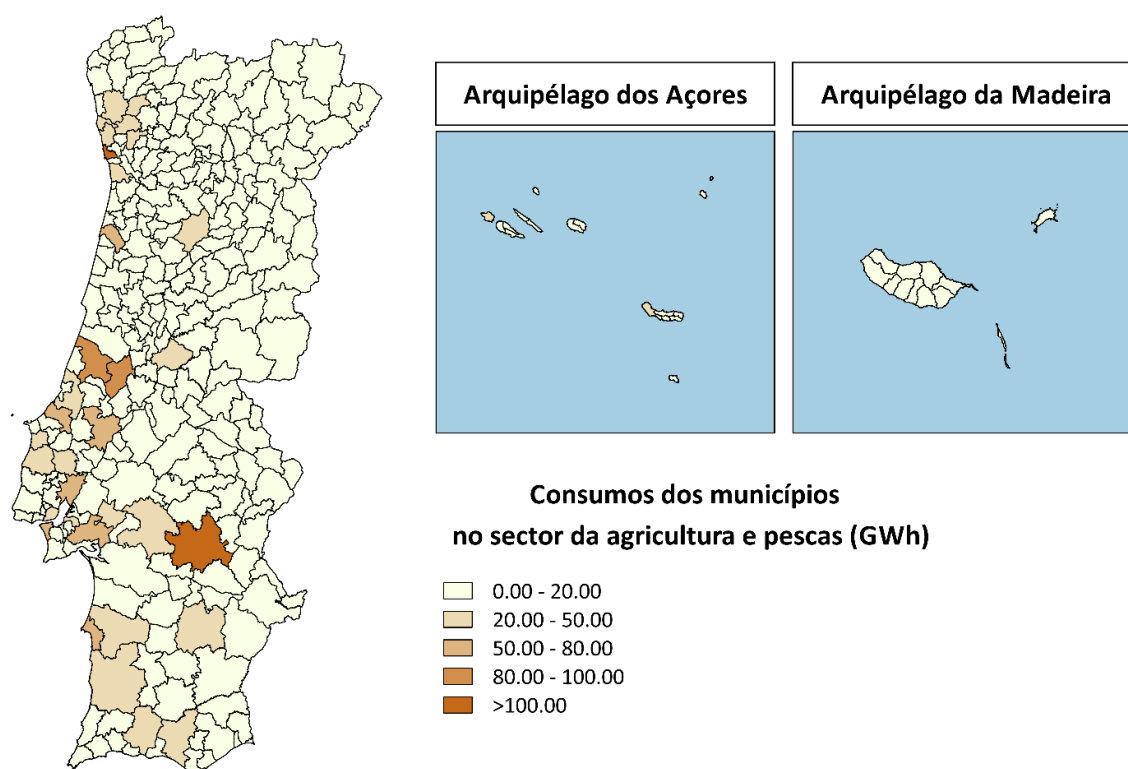 Arquipélago dos Açores
Arquipélago da Madeira
Consumos dos municípios
no sector da agricultura e pescas (GWh)
0.00 - 20.00
20.00 - 50.00
50.00 - 80.00
80.00 - 100.00
>100.00